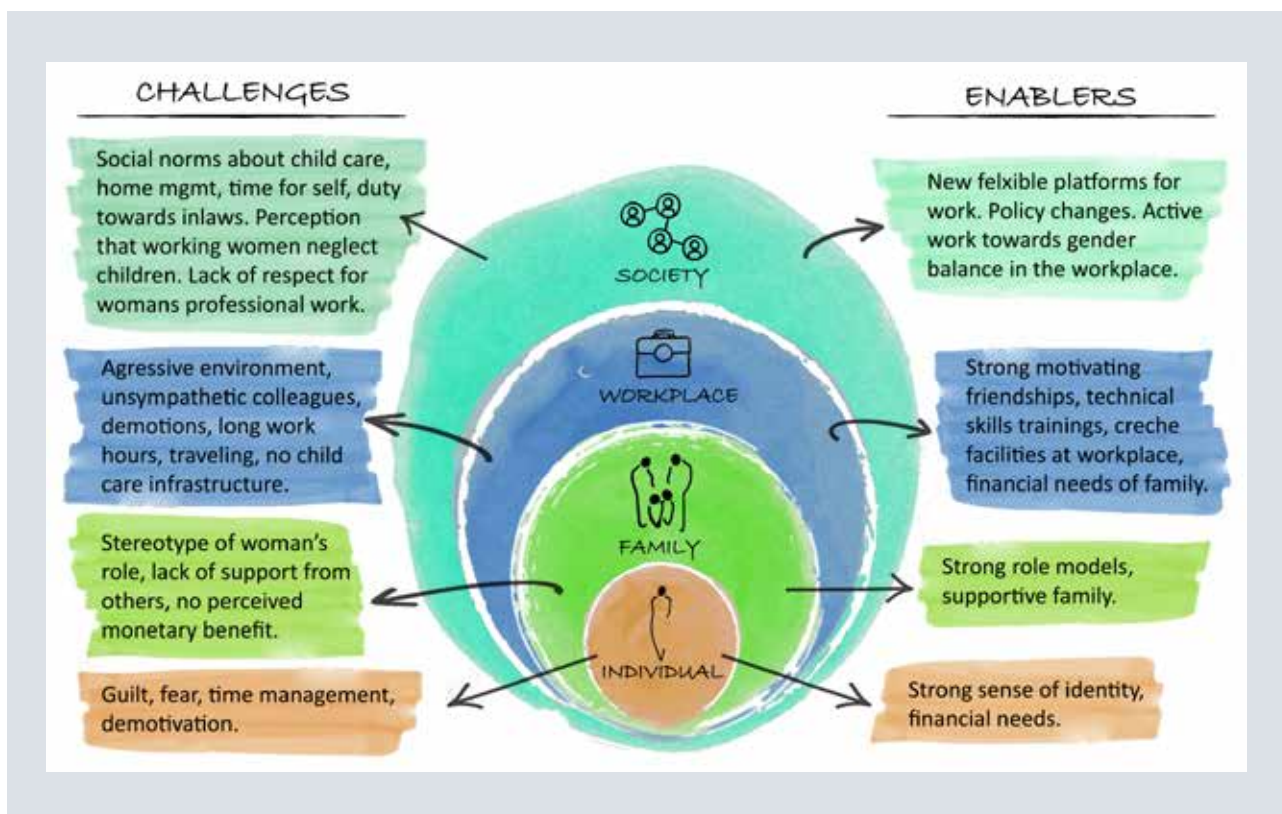 CHALLENGES
Social norms about child care,
home mgmt, time for self, duty
towards inlaws. Perception
that working women neglect
children. Lack of respect for
womans professional work.
Agressive environment,
unsympathetic colleagues,
demotions, long work
hours, traveling, no child
care infrastructure.
Stereotype of woman's
role, lack of support from
others, no perceived
monetary benefit.
Guilt, fear, time management,
demotivation.
SOCIETY
WORKPLACE
FAMILY
INDIVIDUAL
ENABLERS
New felxible platforms for
work. Policy changes. Active
work towards gender
balance in the workplace.
Strong motivating
friendships, technical
skills trainings, creche
facilities at workplace,
financial needs of family.
Strong role models,
supportive family.
Strong sense of identity,
financial needs.